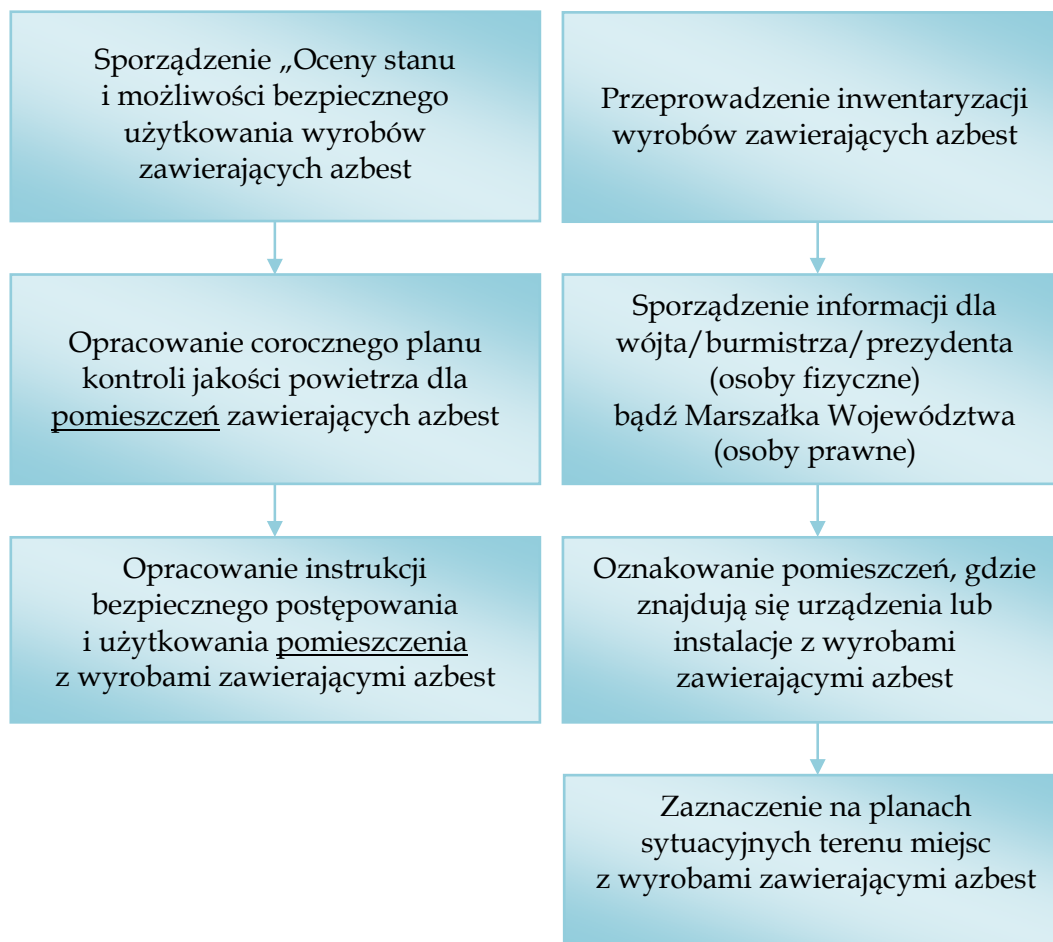 Sporządzenie „Oceny stanu
i możliwości bezpiecznego
użytkowania wyrobów
zawierających azbest
Opracowanie corocznego planu
kontroli jakości powietrza dla
pomieszczeń zawierających azbest
Opracowanie instrukcji
bezpiecznego postępowania
i użytkowania pomieszczenia
z wyrobami zawierającymi azbest
Przeprowadzenie inwentaryzacji
wyrobów zawierających azbest
Sporządzenie informacji dla
wójta/burmistrza/prezydenta
(osoby fizyczne)
bądź Marszałka Województwa
(osoby prawne)
Oznakowanie pomieszczeń, gdzie
znajdują się urządzenia lub
instalacje z wyrobami
zawierającymi azbest
Zaznaczenie na planach
sytuacyjnych terenu miejsc
z wyrobami zawierającymi azbest